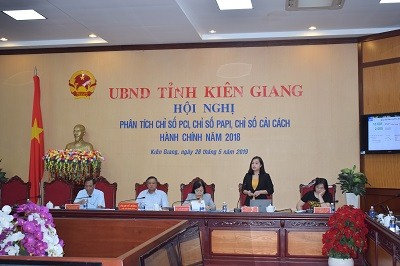 UBND TỈNH KIÊN GIANG
HỘI NGHỊ
PHÂN TÍCH CHỈ SỐ PCI, CHỈ SỐ PAPI, CHỈ SỐ CẢI CÁCH
HÀNH CHÍNH NĂM 2018
Kiên Giang, ngày 28 tháng 5 năm 2019